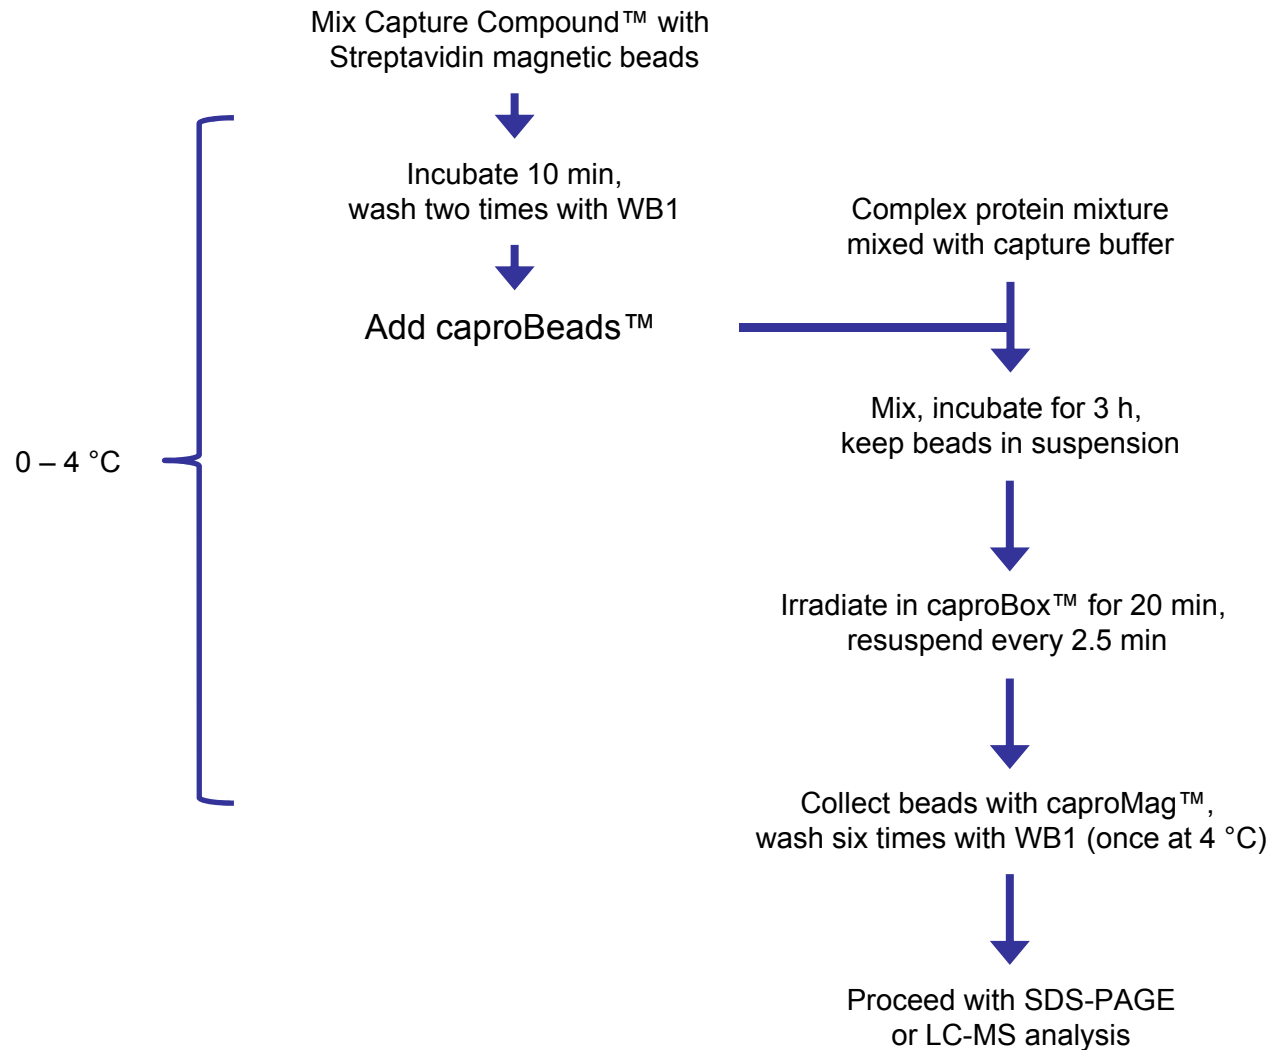 Mix Capture Compound™ with
Streptavidin magnetic beads
Incubate 10 min,
wash two times with WB1
Add caproBeads™
Complex protein mixture
mixed with capture buffer
Mix, incubate for 3 h,
keep beads in suspension
0 – 4 °C
Irradiate in caproBox™ for 20 min,
resuspend every 2.5 min
Collect beads with caproMag™,
wash six times with WB1 (once at 4 °C)
Proceed with SDS-PAGE
or LC-MS analysis